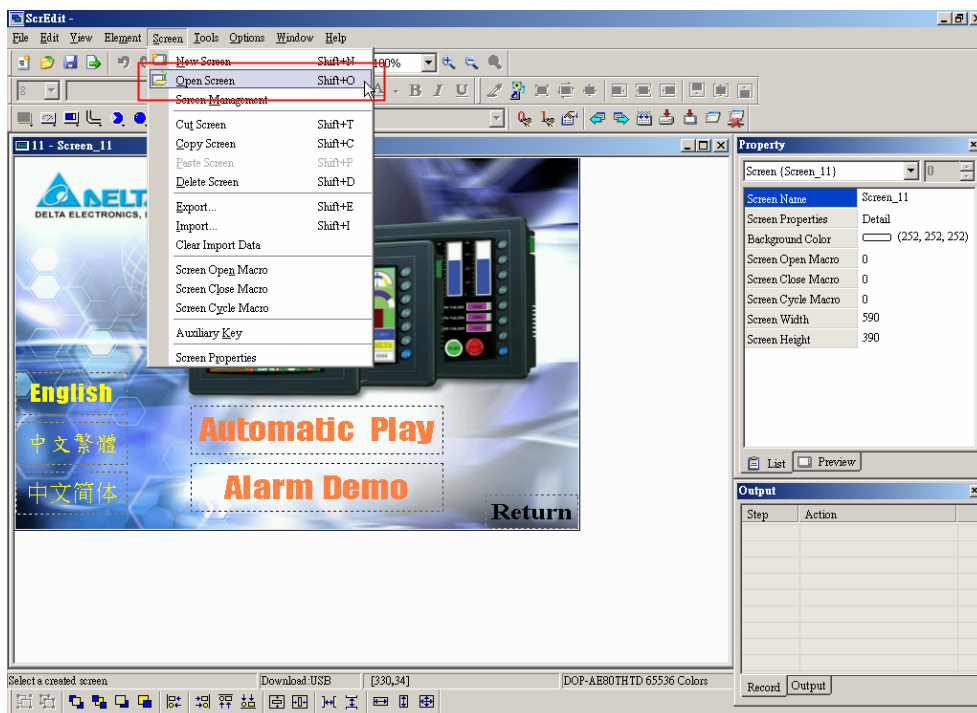 ScrEdit -
File Edit View Element Screen Tools Options Window Help
New Screen Shift+N
100%
Open Screen Shift+O
8
A B I U
Screen Management
Cut Screen Shift+T
Copy Screen Shift+C
Paste Screen Shift+P
Delete Screen Shift+D
Export... Shift+E
Import... Shift+I
Clear Import Data
Screen Open Macro
Screen Close Macro
Screen Cycle Macro
Auxiliary Key
Screen Properties
11 - Screen_11
DELTA ELECTRONICS,
English
中文繁體
中文简体
Automatic Play
Alarm Demo
Return
Property
Screen {Screen_11}
0
Screen Name Screen_11
Screen Properties Detail
Background Color (252, 252, 252)
Screen Open Macro 0
Screen Close Macro 0
Screen Cycle Macro 0
Screen Width 590
Screen Height 390
List Preview
Output
Step Action
Record Output
Select a created screen Download:USB [330,34] DOP-AE80THTD 65536 Colors